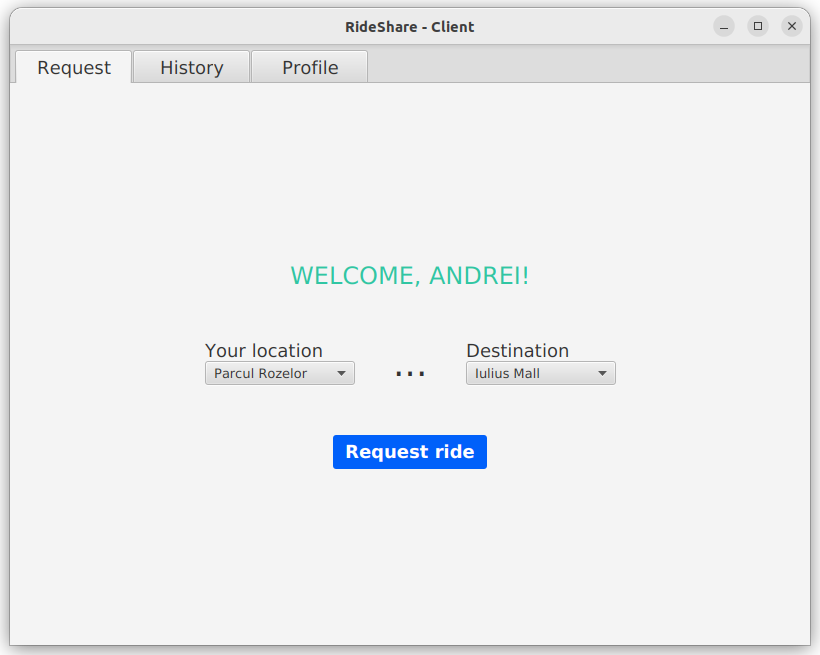 RideShare - Client
Request History Profile
WELCOME, ANDREI!
Your location Destination
Parcul Rozelor ... Iulius Mall
Request ride